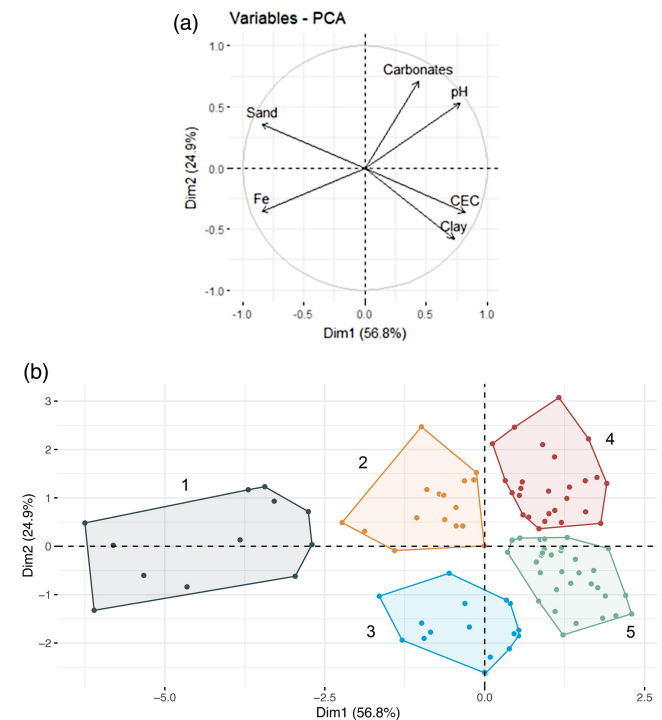 (a)
Variables - PCA
1.0
0.5
0.0
-0.5
-1.0
Dim2 (24.9%)
Carbonates
pH
Sand
Fe
CEC
Clay
-1.0 -0.5 0.0 0.5 1.0
Dim1 (56.8%)
(b)
3
2
1
0
−1
−2
Dim2 (24.9%)
1
2
4
3
5
−5.0 −2.5 0.0 2.5
Dim1 (56.8%)